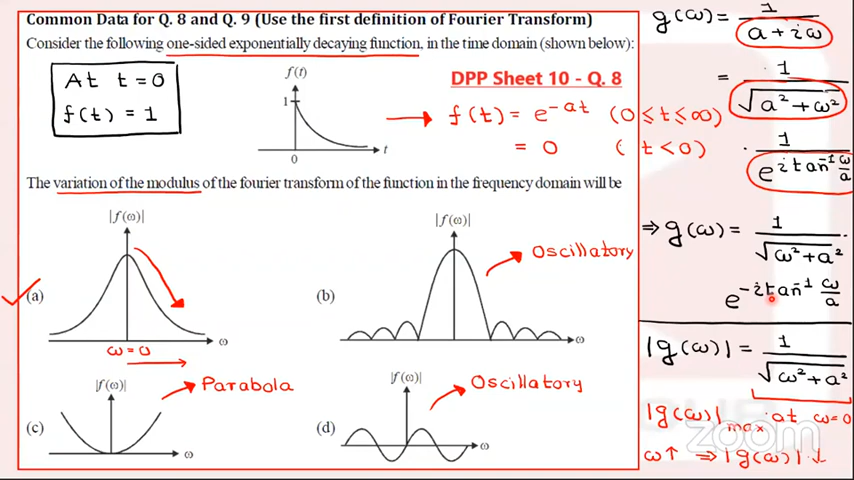 Common Data for Q. 8 and Q. 9 (Use the first definition of Fourier Transform)
Consider the following one-sided exponentially decaying function, in the time domain (shown below):
At t = 0
f(t) = 1
f(t)
1
0
t
DPP Sheet 10 - Q. 8
f(t) = e^-at (0 ≤ t ≤ ∞)
= 0 (t < 0)
The variation of the modulus of the fourier transform of the function in the frequency domain will be
(a)
|f(ω)|
ω
ω = 0
(b)
|f(ω)|
ω
Oscillatory
(c)
|f(ω)|
ω
Parabola
(d)
|f(ω)|
ω
Oscillatory
g(ω) = 1/(a + iω)
= 1/√(a² + ω²)
· 1/e^(i tan⁻¹ ω/a)
⇒ g(ω) = 1/√(ω² + a²) ·
e^(-i tan⁻¹ ω/a)
|g(ω)| = 1/√(ω² + a²)
|g(ω)|max at ω = 0
ω↑ ⇒ |g(ω)| ↓
zoom